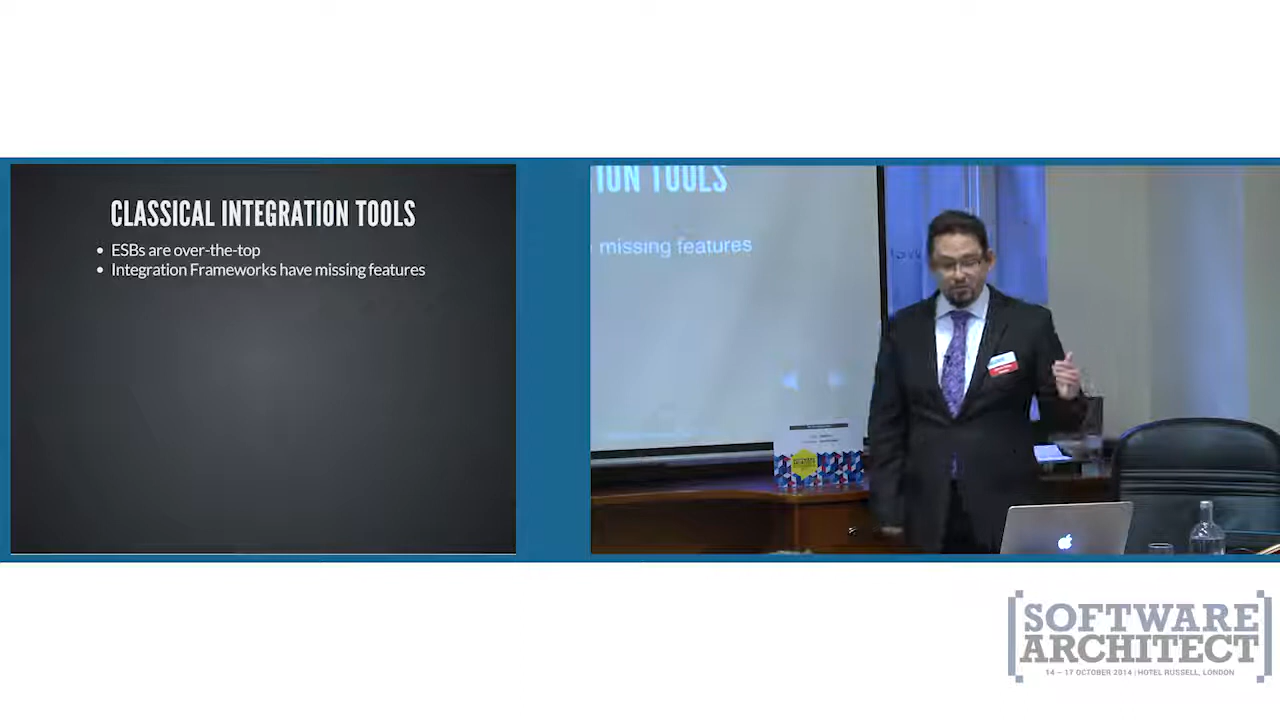 CLASSICAL INTEGRATION TOOLS
• ESBs are over-the-top
• Integration Frameworks have missing features
ION TOOLS
missing features
[SOFTWARE
ARCHITECT]
14 – 17 OCTOBER 2014 | HOTEL RUSSELL, LONDON